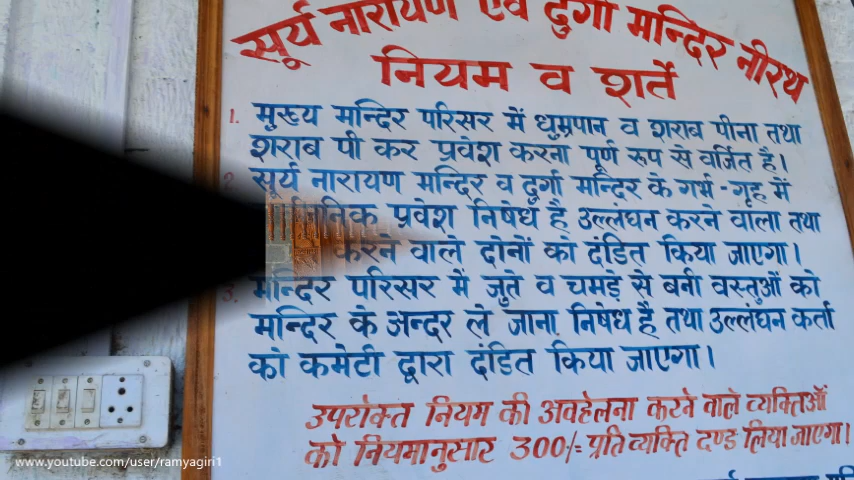 सूर्य नारायण एवं दुर्गा मन्दिर नीरथ
नियम व शर्ते
1. मुख्य मन्दिर परिसर में धुम्रपान व शराब पीना तथा
शराब पी कर प्रवेश करना पूर्ण रूप से वर्जित है।
2. सूर्य नारायण मन्दिर व दुर्गा मन्दिर के गर्भ-गृह में
प्रवेश निषेध है उल्लंघन करने वाला तथा
करने वाले दोनों को दंडित किया जाएगा।
3. मन्दिर परिसर में जुते व चमड़े से बनी वस्तुओं को
मन्दिर के अन्दर ले जाना निषेध है तथा उल्लंघन कर्ता
को कमेटी द्वारा दंडित किया जाएगा।
उपरोक्त नियम की अवहेलना करने वाले व्यक्तिओं
को नियमानुसार 300/= प्रति व्यक्ति दण्ड लिया जाएगा।
www.youtube.com/user/ramyagiri1